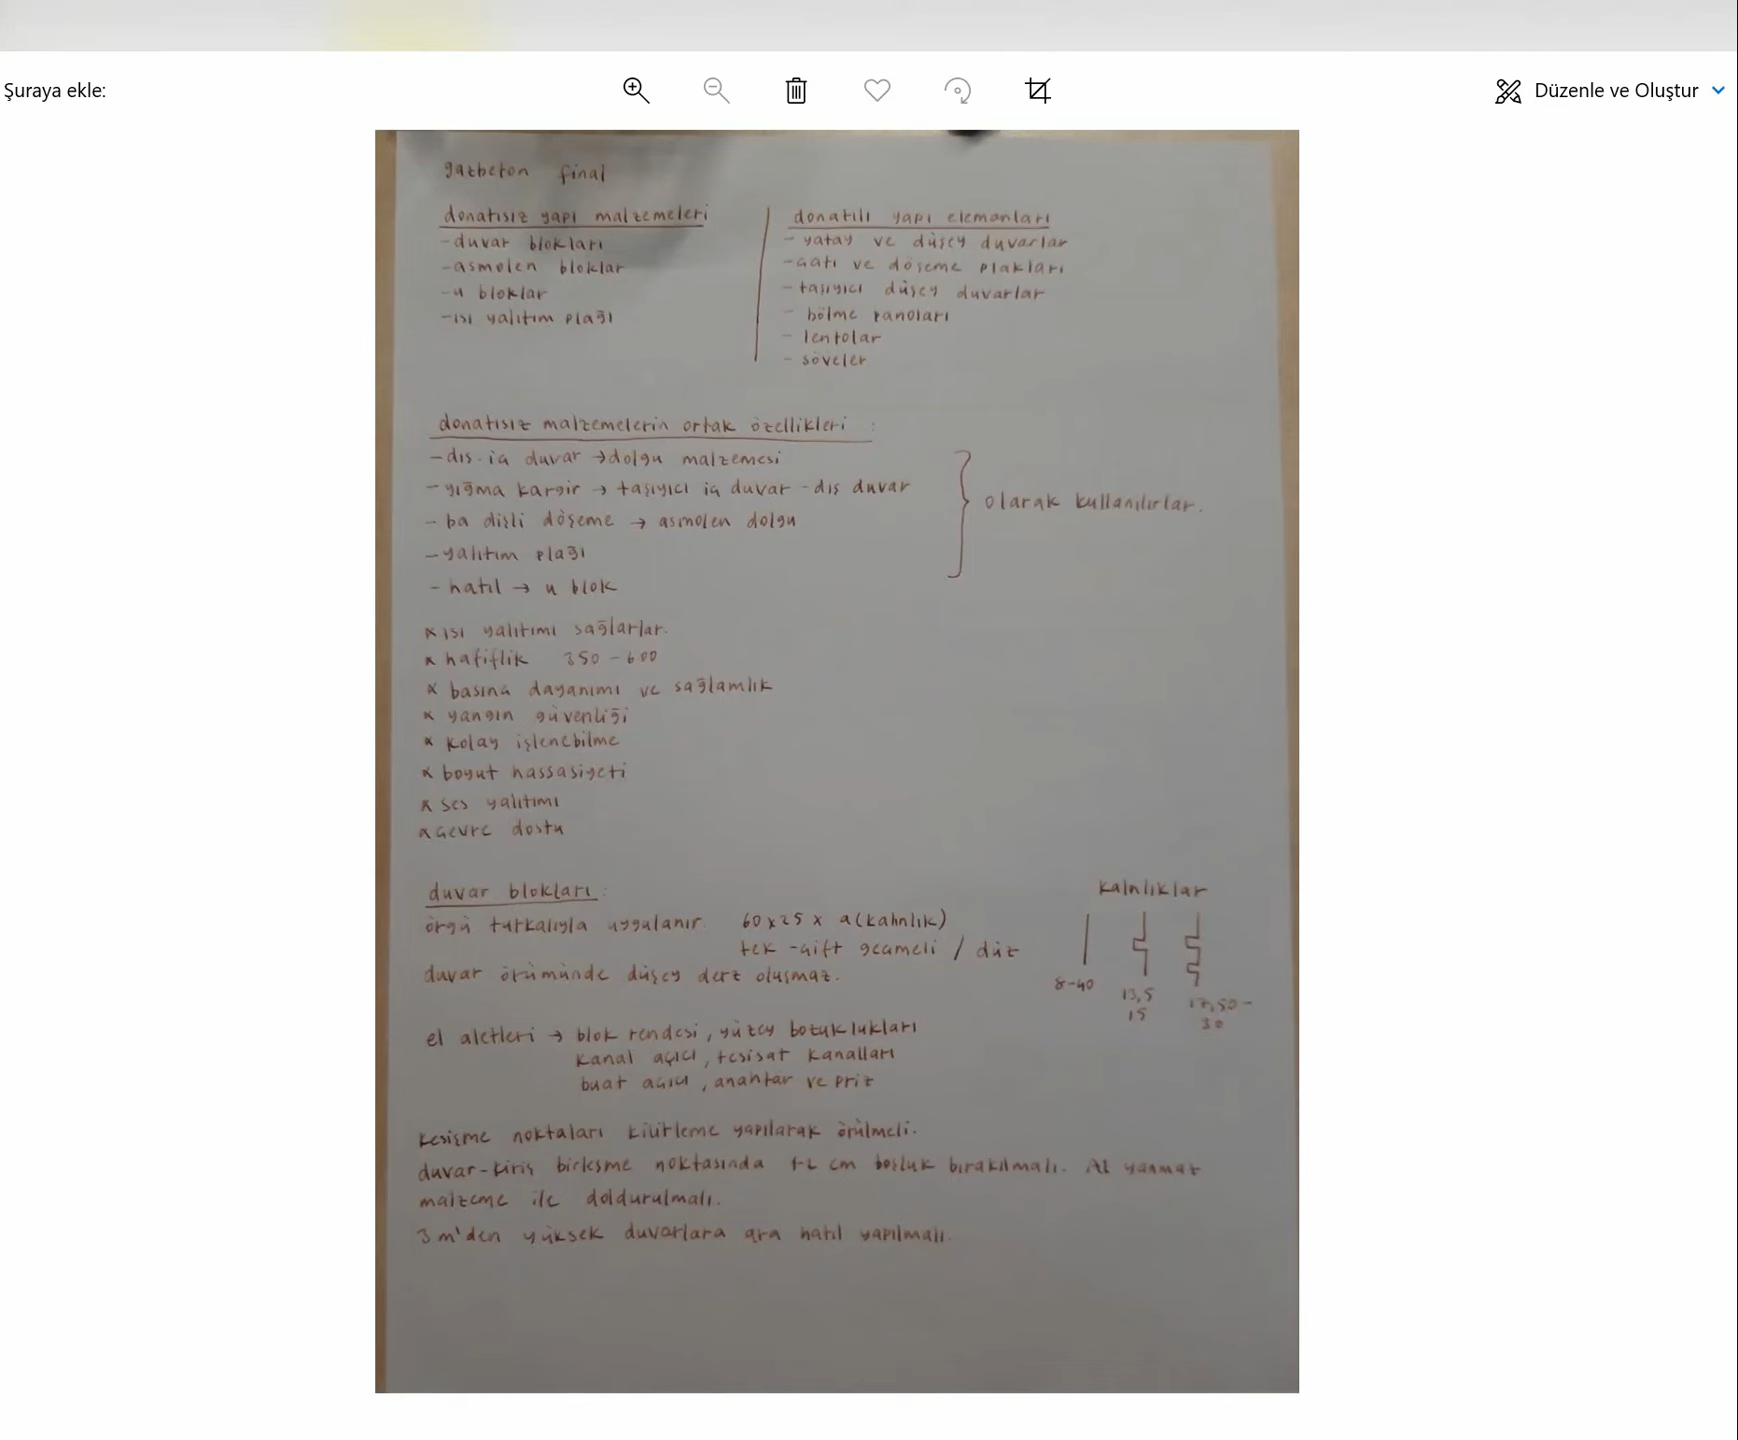 Şuraya ekle:
Düzenle ve Oluştur
gazbeton final
donatısız yapı malzemeleri
-duvar blokları
-asmolen bloklar
-u bloklar
-ısı yalıtım plağı
donatılı yapı elemanları
- yatay ve düşey duvarlar
-çatı ve döşeme plakları
-taşıyıcı düşey duvarlar
- bölme panoları
- lentolar
- söveler
donatısız malzemelerin ortak özellikleri :
-dış-iç duvar →dolgu malzemesi
-yığma kargir → taşıyıcı iç duvar -dış duvar
- ba dişli döşeme → asmolen dolgu
-yalıtım plağı
- hatıl → u blok
olarak kullanılırlar.
x ısı yalıtımı sağlarlar.
x hafiflik 350-600
x basınç dayanımı ve sağlamlık
x yangın güvenliği
x kolay işlenebilme
x boyut hassasiyeti
x ses yalıtımı
x çevre dostu
duvar blokları :
örgü tutkalıyla uygulanır. 60x25 x a(kalınlık)
tek -çift geçmeli / düz
duvar örümünde düşey derz oluşmaz.
kalnlıklar
8-40
13,5
15
17,50-
30
el aletleri → blok rendesi, yüzey bozuklukları
kanal açıcı, tesisat kanalları
buat açıcı, anahtar ve priz
kesişme noktaları kilitleme yapılarak örülmeli.
duvar-kiriş birleşme noktasında 1-2 cm boşluk bırakılmalı. Al yanmaz
malzeme ile doldurulmalı.
3 m'den yüksek duvarlara ara hatıl yapılmalı.